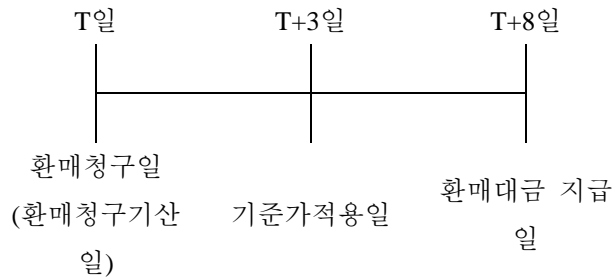 T일 T+3일 T+8일
환매청구일
(환매청구기산
일)
기준가적용일
환매대금 지급
일